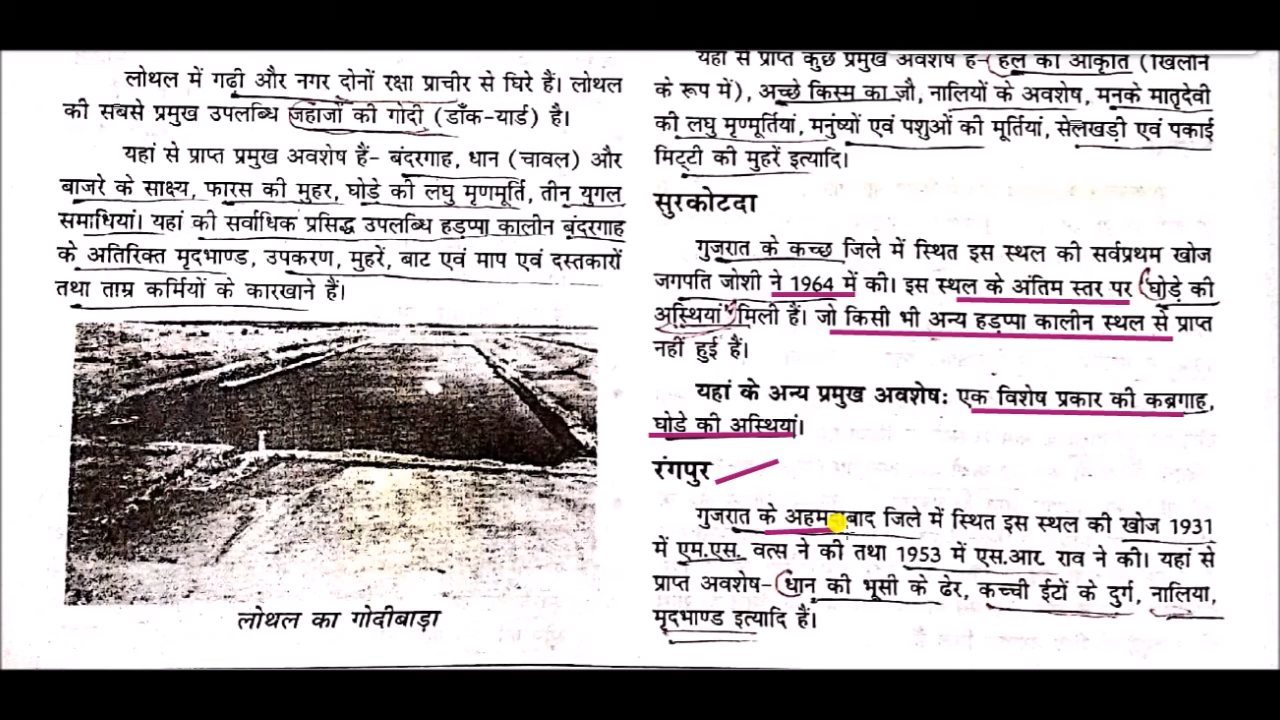 लोथल में गढ़ी और नगर दोनों रक्षा प्राचीर से घिरे हैं। लोथल
की सबसे प्रमुख उपलब्धि जहाजों की गोदी (डाँक-यार्ड) है।
यहां से प्राप्त प्रमुख अवशेष हैं- बंदरगाह, धान (चावल) और
बाजरे के साक्ष्य, फारस की मुहर, घोड़े की लघु मृणमूर्ति, तीन युगल
समाधियां। यहां की सर्वाधिक प्रसिद्ध उपलब्धि हड़प्पा कालीन बंदरगाह
के अतिरिक्त मृदभाण्ड, उपकरण, मुहरें, बाट एवं माप एवं दस्तकारों
तथा ताम्र कर्मियों के कारखाने हैं।
लोथल का गोदीबाड़ा
यहां से प्राप्त कुछ प्रमुख अवशेष हैं- हल की आकृति (खिलौने
के रूप में), अच्छे किस्म का जौ, नालियों के अवशेष, मनके मातृदेवी
की लघु मृण्मूर्तियां, मनुंष्यों एवं पशुओं की मूर्तियां, सेलखड़ी एवं पकाई
मिट्टी की मुहरें इत्यादि।
सुरकोटदा
गुजरात के कच्छ जिले में स्थित इस स्थल की सर्वप्रथम खोज
जगपति जोशी ने 1964 में की। इस स्थल के अंतिम स्तर पर 'घोड़े की
अस्थियां' मिली हैं। जो किसी भी अन्य हड़प्पा कालीन स्थल से प्राप्त
नहीं हुई हैं।
यहां के अन्य प्रमुख अवशेष: एक विशेष प्रकार की कब्रगाह,
घोडे की अस्थियां।
रंगपुर
गुजरात के अहमदाबाद जिले में स्थित इस स्थल की खोज 1931
में एम.एस. वत्स ने की तथा 1953 में एस.आर. राव ने की। यहां से
प्राप्त अवशेष- धान की भूसी के ढेर, कच्ची ईटों के दुर्ग, नालिया,
मृदभाण्ड इत्यादि हैं।